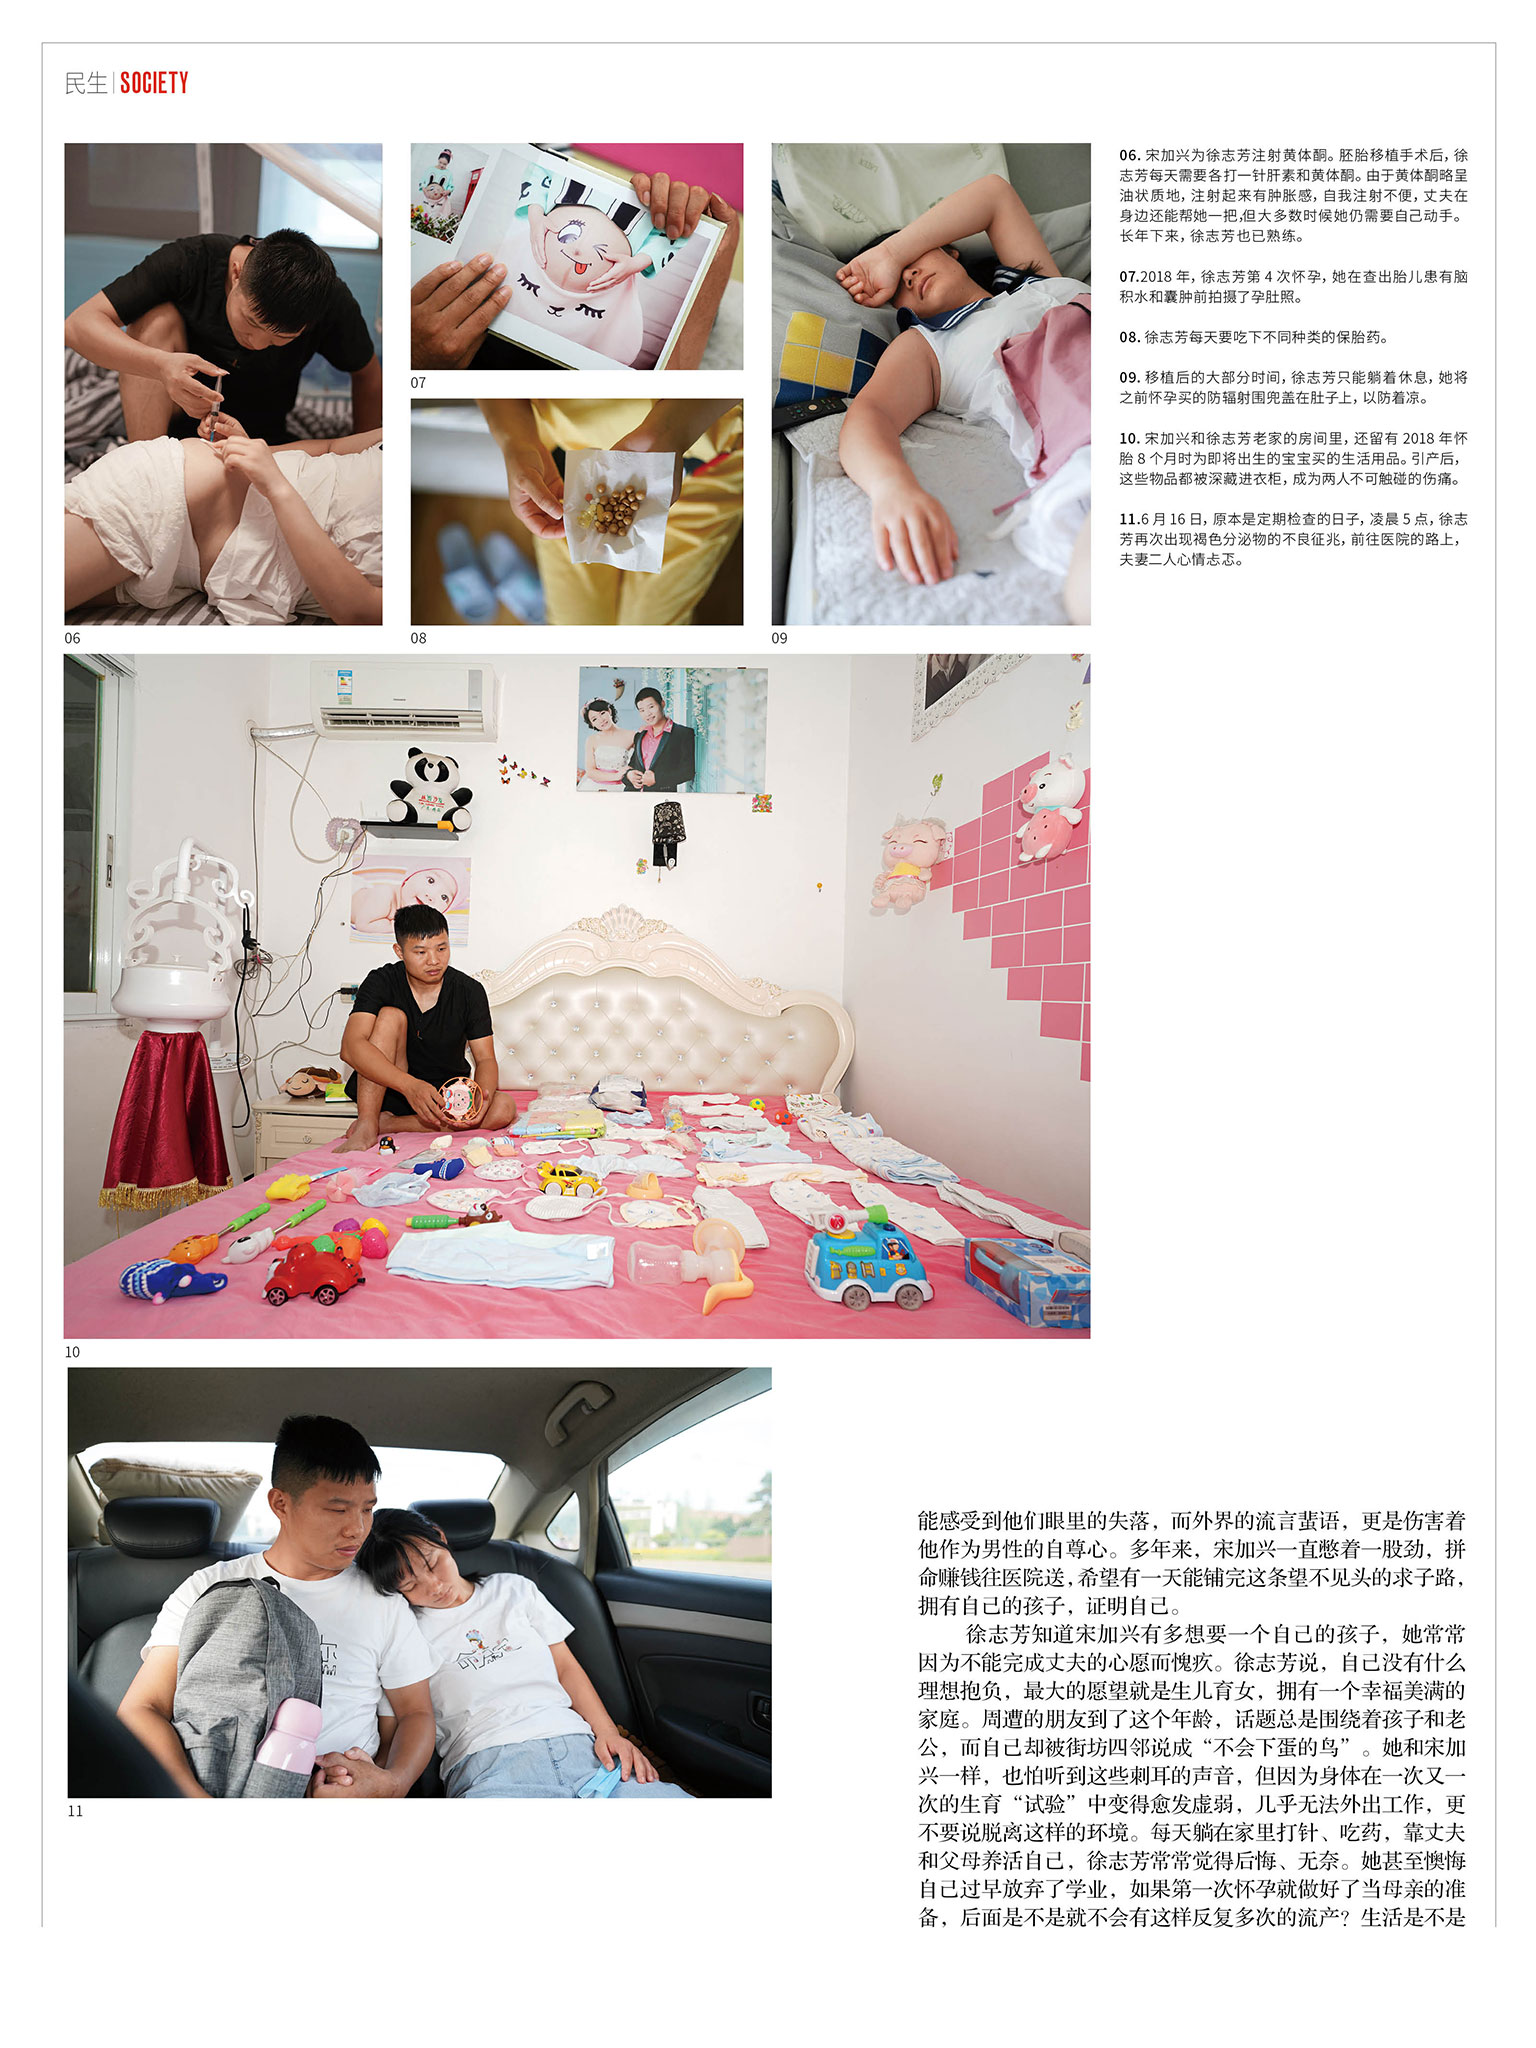 民生 | SOCIETY
06. 宋加兴为徐志芳注射黄体酮。胚胎移植手术后，徐
志芳每天需要各打一针肝素和黄体酮。由于黄体酮略呈
油状质地，注射起来有肿胀感，自我注射不便，丈夫在
身边还能帮她一把，但大多数时候她仍需要自己动手。
长年下来，徐志芳也已熟练。
07.2018 年，徐志芳第 4 次怀孕，她在查出胎儿患有脑
积水和囊肿前拍摄了孕肚照。
08. 徐志芳每天要吃下不同种类的保胎药。
09. 移植后的大部分时间，徐志芳只能躺着休息，她将
之前怀孕买的防辐射围兜盖在肚子上，以防着凉。
10. 宋加兴和徐志芳老家的房间里，还留有 2018 年怀
胎 8 个月时为即将出生的宝宝买的生活用品。引产后，
这些物品都被深藏进衣柜，成为两人不可触碰的伤痛。
11.6 月 16 日，原本是定期检查的日子，凌晨 5 点，徐志
芳再次出现褐色分泌物的不良征兆，前往医院的路上，
夫妻二人心情忐忑。
07
06
08
09
10
11
能感受到他们眼里的失落，而外界的流言蜚语，更是伤害着
他作为男性的自尊心。多年来，宋加兴一直憋着一股劲，拼
命赚钱往医院送，希望有一天能铺完这条望不见头的求子路，
拥有自己的孩子，证明自己。
徐志芳知道宋加兴有多想要一个自己的孩子，她常常
因为不能完成丈夫的心愿而愧疚。徐志芳说，自己没有什么
理想抱负，最大的愿望就是生儿育女，拥有一个幸福美满的
家庭。周遭的朋友到了这个年龄，话题总是围绕着孩子和老
公，而自己却被街坊四邻说成“不会下蛋的鸟”。她和宋加
兴一样，也怕听到这些刺耳的声音，但因为身体在一次又一
次的生育“试验”中变得愈发虚弱，几乎无法外出工作，更
不要说脱离这样的环境。每天躺在家里打针、吃药，靠丈夫
和父母养活自己，徐志芳常常觉得后悔、无奈。她甚至懊悔
自己过早放弃了学业，如果第一次怀孕就做好了当母亲的准
备，后面是不是就不会有这样反复多次的流产？生活是不是